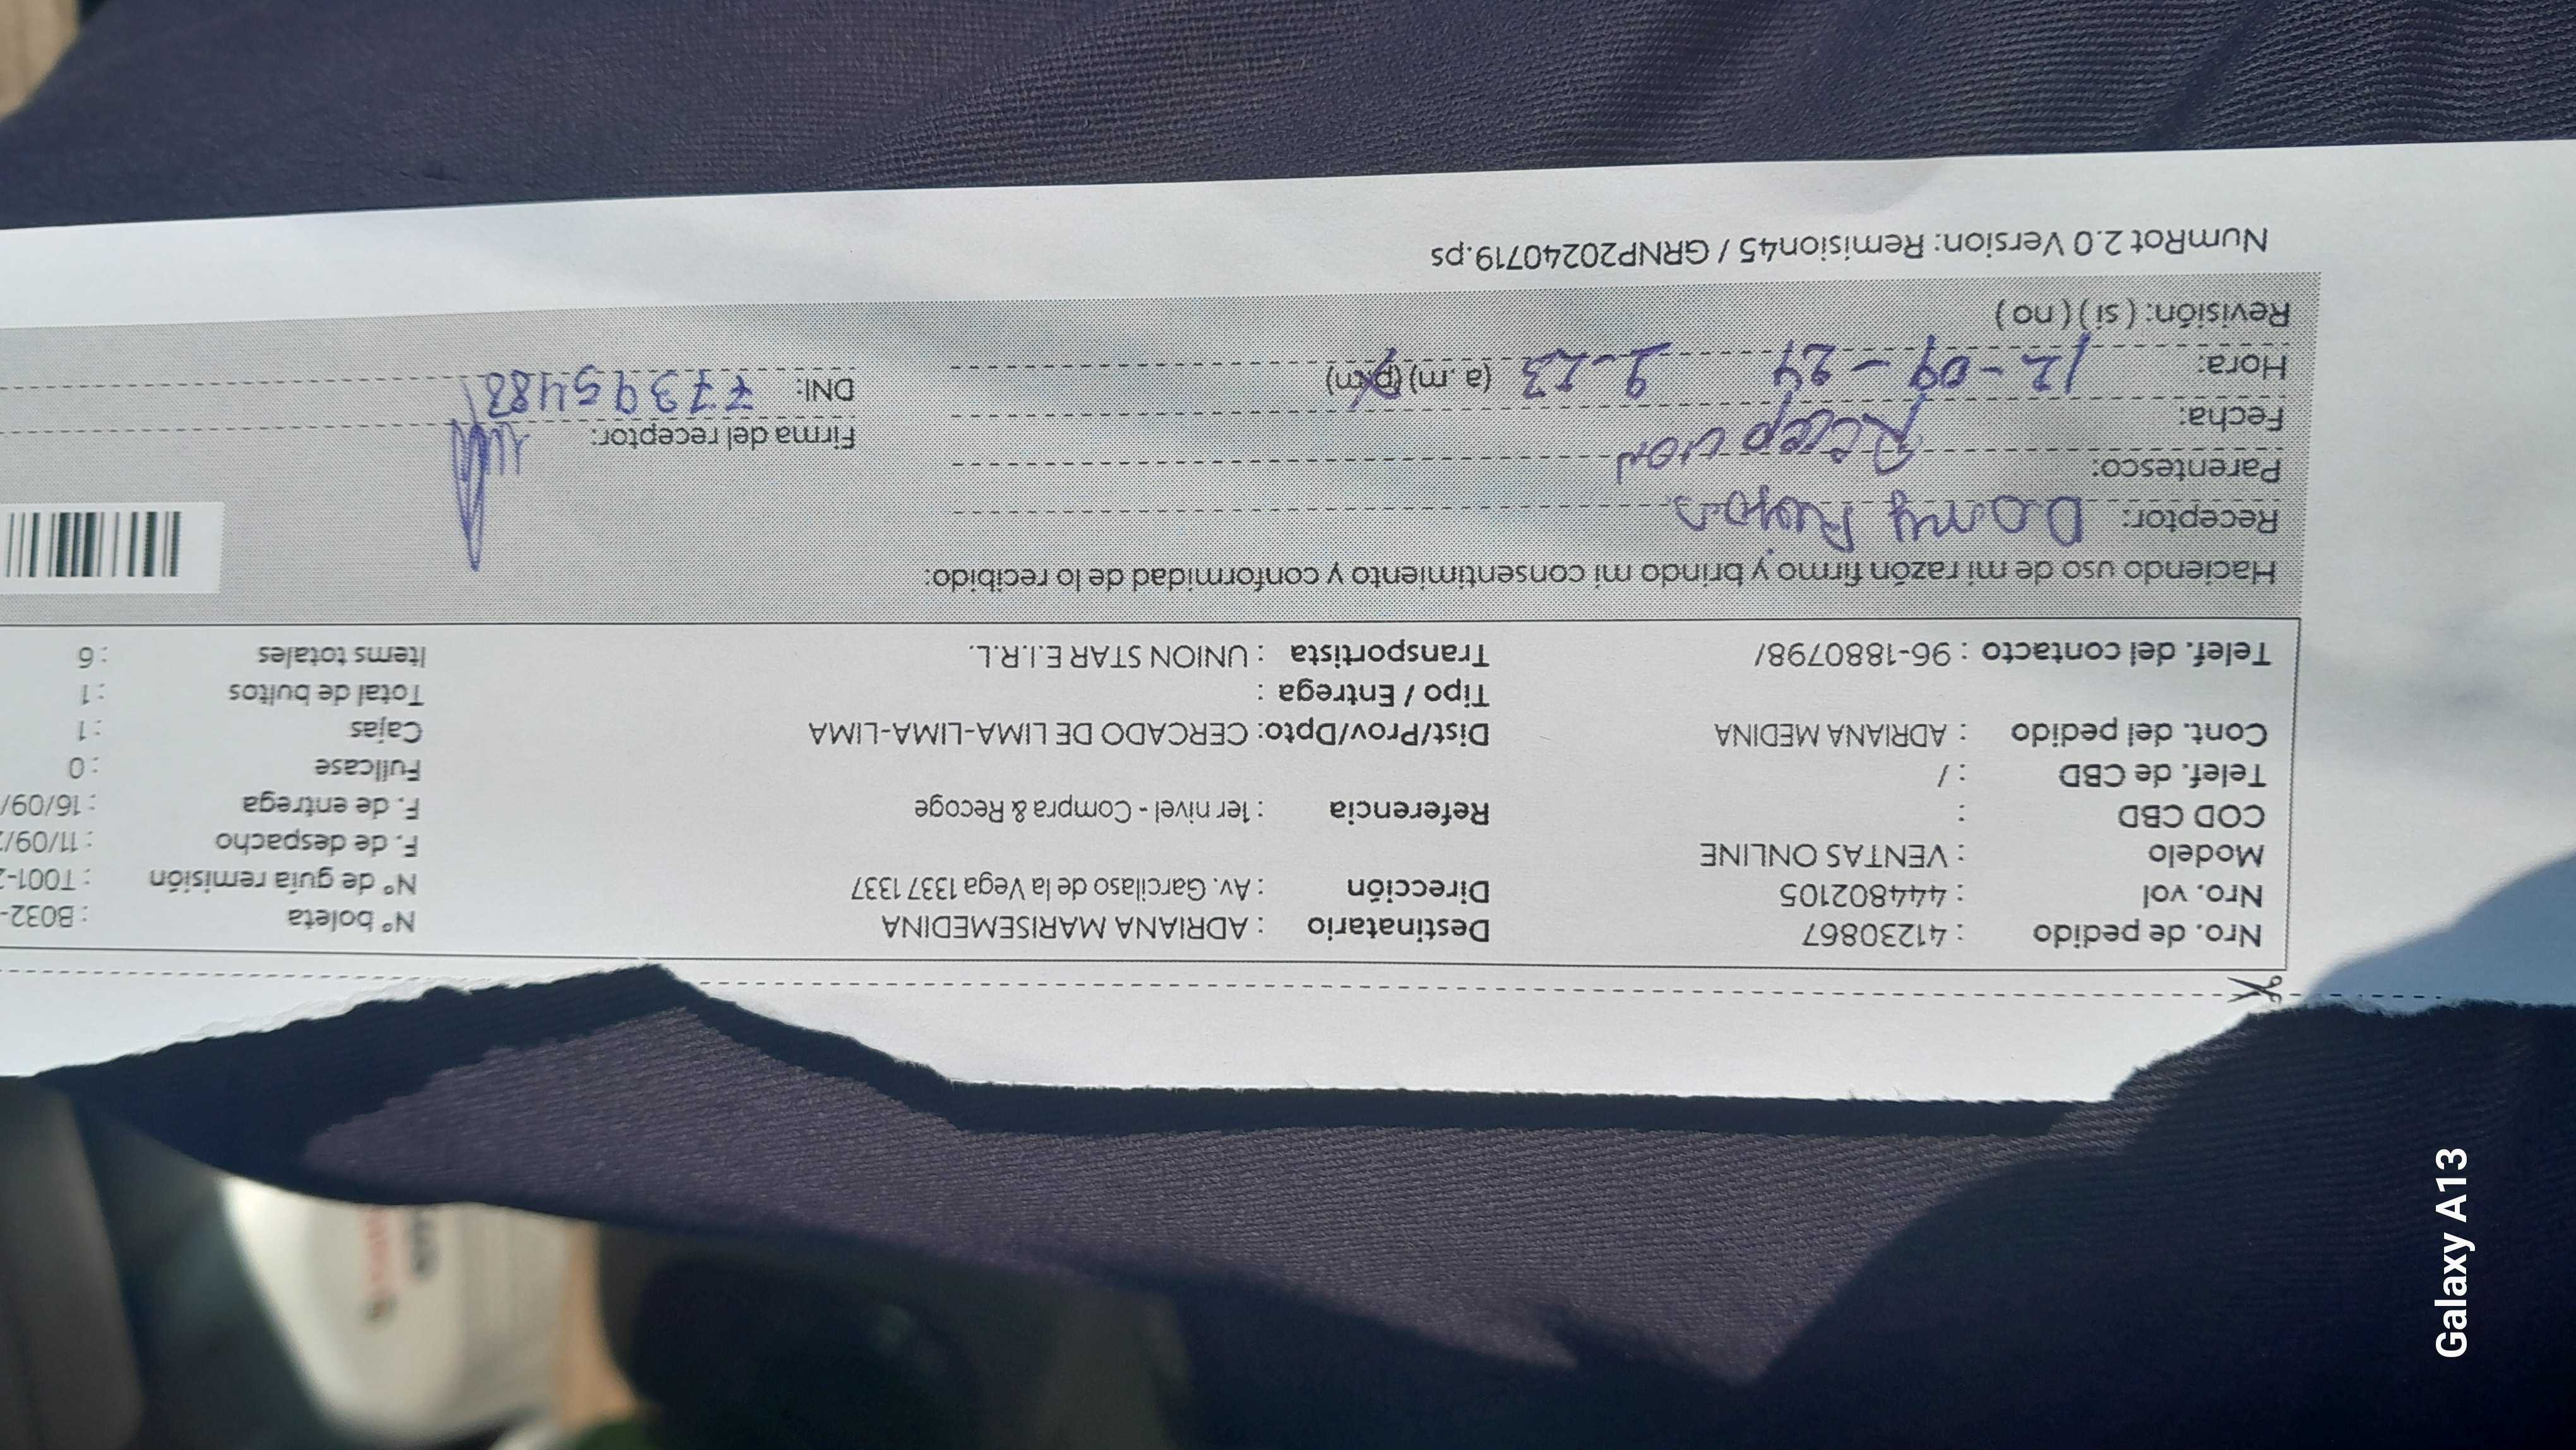 Nro. de pedido : 41230867 Destinatario : ADRIANA MARISEMEDINA N° boleta : B032-
Nro. vol : 444802105 Dirección : Av. Garcilaso de la Vega 1337 1337 N° de guía remisión : T001-
Modelo : VENTAS ONLINE F. de despacho : 11/09/
COD CBD : Referencia : 1er nivel - Compra & Recoge F. de entrega : 16/09/
Telef. de CBD : / Fullcase : 0
Cont. del pedido : ADRIANA MEDINA Dist/Prov/Dpto: CERCADO DE LIMA-LIMA-LIMA Cajas : 1
Tipo / Entrega : Total de bultos : 1
Telef. del contacto : 96-1880798/ Transportista : UNION STAR E.I.R.L. Items totales : 6
Haciendo uso de mi razón firmo y brindo mi consentimiento y conformidad de lo recibido:
Receptor:
Parentesco: Recepcion Firma del receptor:
Fecha: DNI: 77395488
Hora: 12-09-24 (a.m) (p.m)
Revisión: ( si ) ( no )
NumRot 2.0 Version: Remision45 / GRNP20240719.ps
Galaxy A13